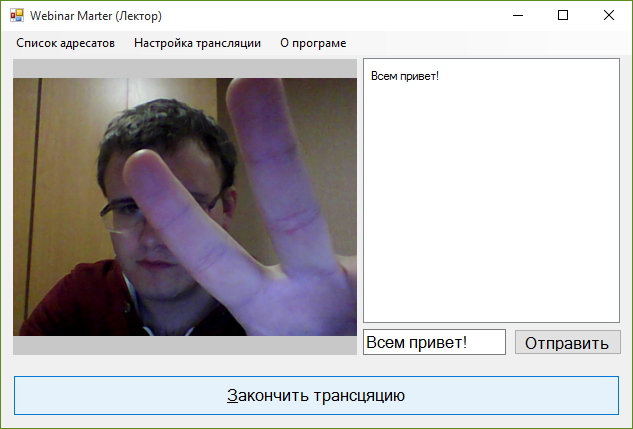 Webinar Marter (Лектор)
Список адресатов Настройка трансляции О програме
Всем привет!
Всем привет! Отправить
Закончить трансцяцию